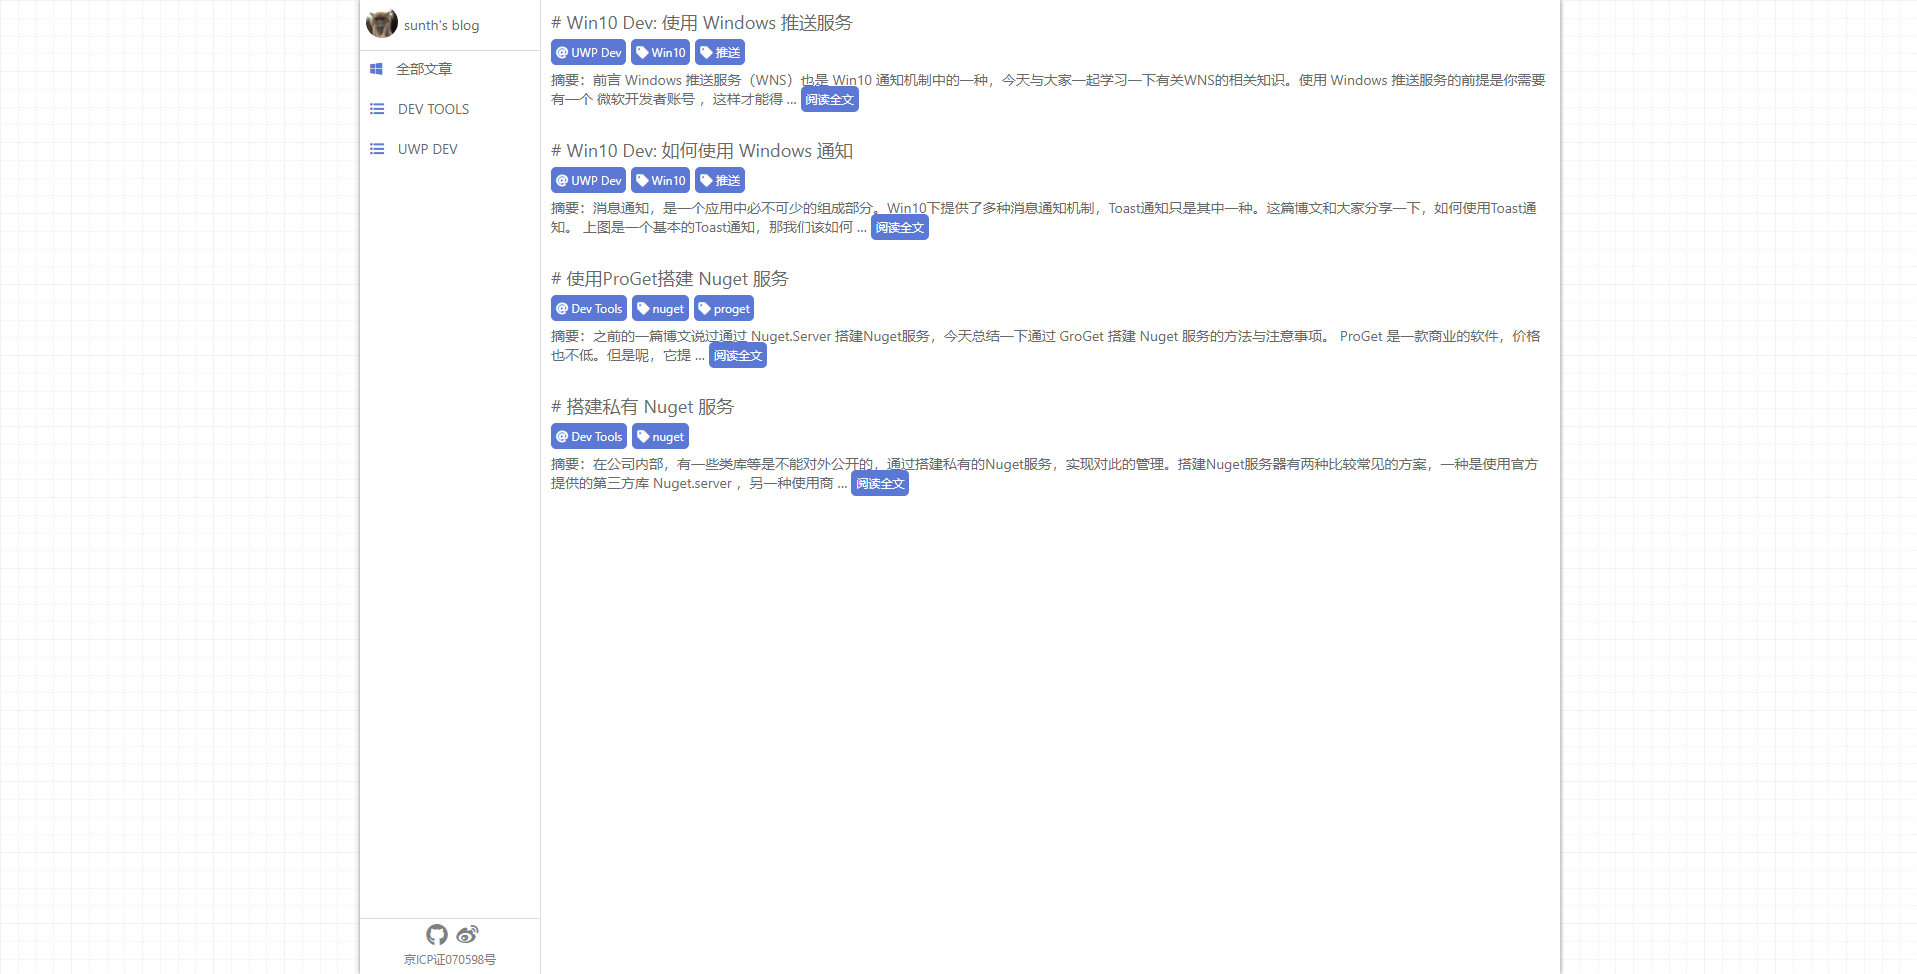 sunth's blog
全部文章
DEV TOOLS
UWP DEV
# Win10 Dev: 使用 Windows 推送服务
UWP Dev Win10 推送
摘要：前言 Windows 推送服务（WNS）也是 Win10 通知机制中的一种，今天与大家一起学习一下有关WNS的相关知识。使用 Windows 推送服务的前提是你需要
有一个 微软开发者账号 ，这样才能得 ... 阅读全文
# Win10 Dev: 如何使用 Windows 通知
UWP Dev Win10 推送
摘要：消息通知，是一个应用中必不可少的组成部分。Win10下提供了多种消息通知机制，Toast通知只是其中一种。这篇博文和大家分享一下，如何使用Toast通
知。 上图是一个基本的Toast通知，那我们该如何 ... 阅读全文
# 使用ProGet搭建 Nuget 服务
Dev Tools nuget proget
摘要：之前的一篇博文说过通过 Nuget.Server 搭建Nuget服务，今天总结一下通过 GroGet 搭建 Nuget 服务的方法与注意事项。 ProGet 是一款商业的软件，价格
也不低。但是呢，它提 ... 阅读全文
# 搭建私有 Nuget 服务
Dev Tools nuget
摘要：在公司内部，有一些类库等是不能对外公开的，通过搭建私有的Nuget服务，实现对此的管理。搭建Nuget服务器有两种比较常见的方案，一种是使用官方
提供的第三方库 Nuget.server ，另一种使用商 ... 阅读全文
京ICP证070598号